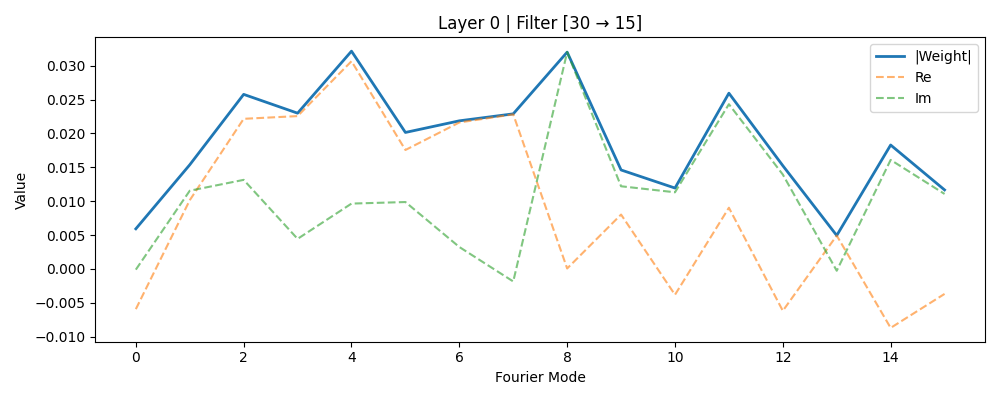 Layer 0 | Filter [30 → 15]
|Weight|
Re
Im
0.030
0.025
0.020
0.015
0.010
0.005
0.000
−0.005
−0.010
Value
0 2 4 6 8 10 12 14
Fourier Mode